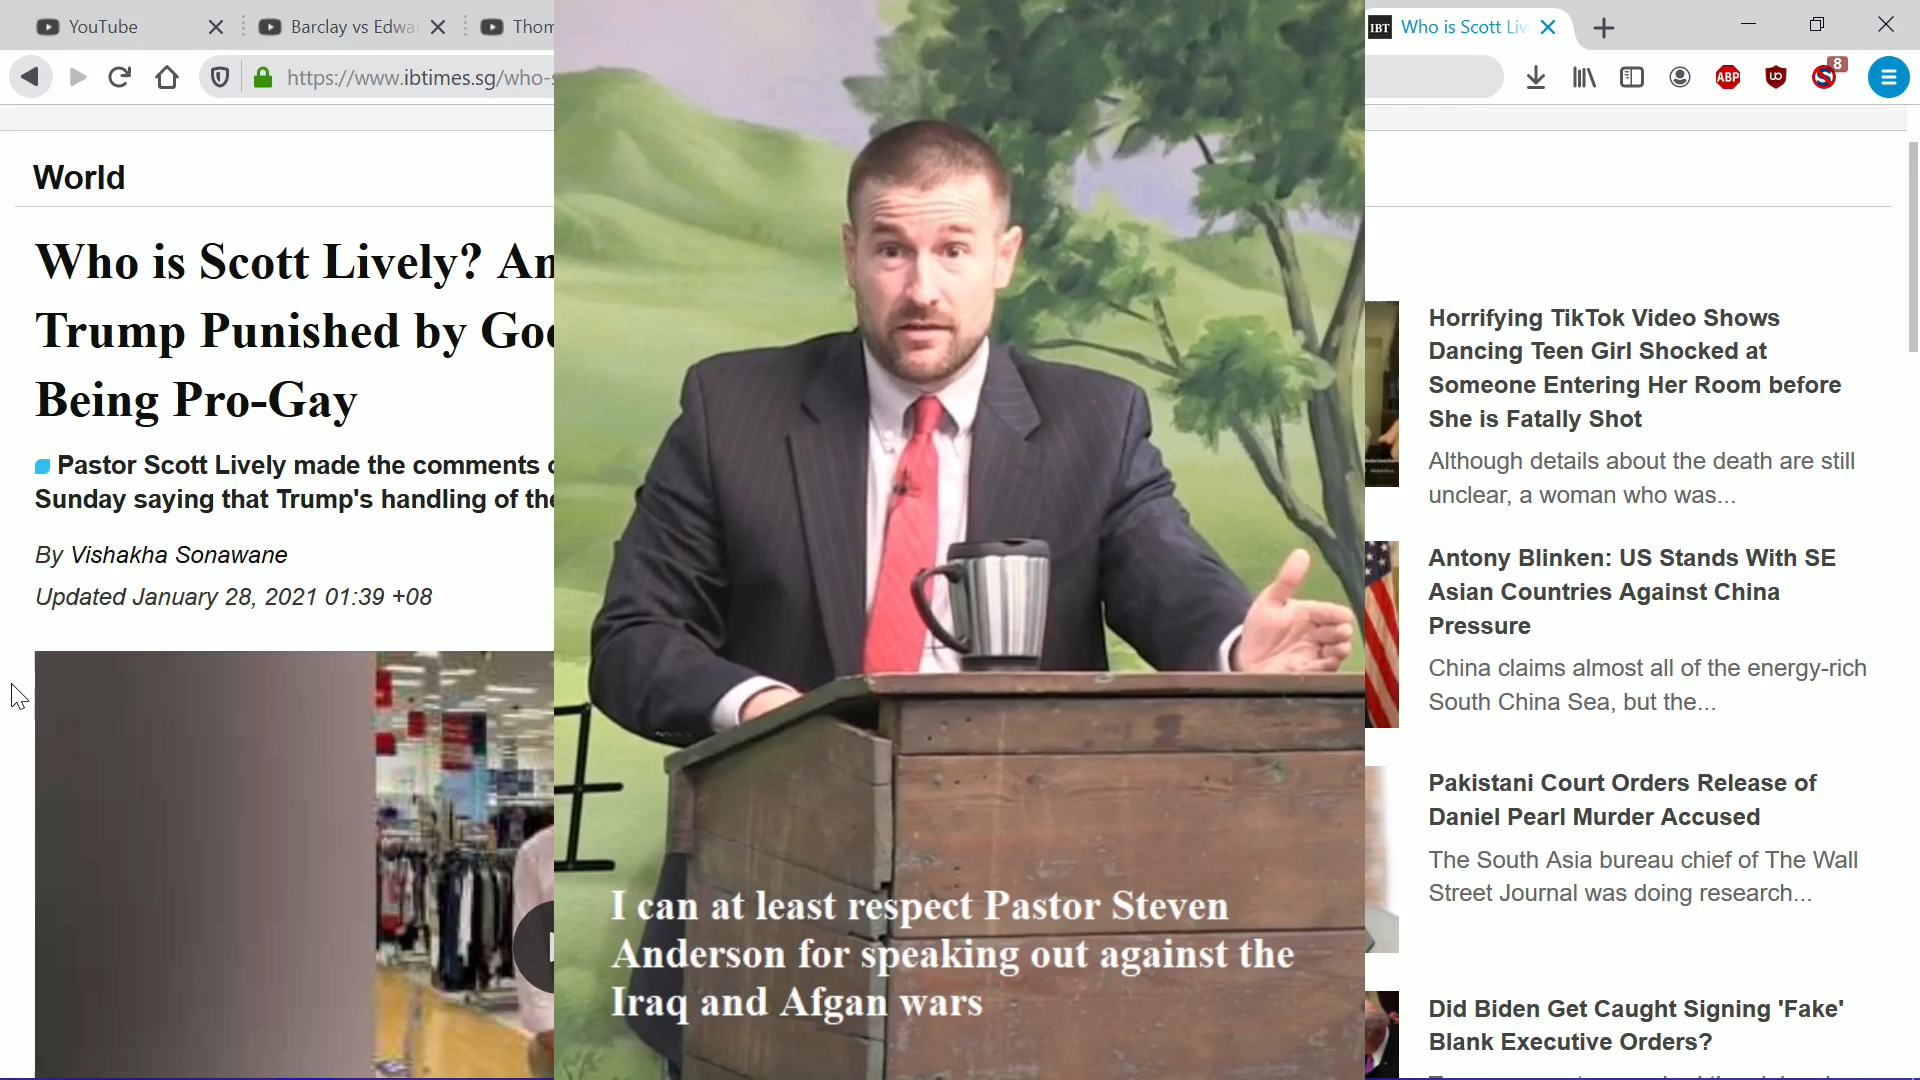 YouTube
Barclay vs Edwa
Thom
IBT
Who is Scott Liv
https://www.ibtimes.sg/who-s
ABP
8
World
Who is Scott Lively? An
Trump Punished by God
Being Pro-Gay
Pastor Scott Lively made the comments o
Sunday saying that Trump's handling of the
By Vishakha Sonawane
Updated January 28, 2021 01:39 +08
I can at least respect Pastor Steven
Anderson for speaking out against the
Iraq and Afgan wars
Horrifying TikTok Video Shows
Dancing Teen Girl Shocked at
Someone Entering Her Room before
She is Fatally Shot
Although details about the death are still
unclear, a woman who was...
Antony Blinken: US Stands With SE
Asian Countries Against China
Pressure
China claims almost all of the energy-rich
South China Sea, but the...
Pakistani Court Orders Release of
Daniel Pearl Murder Accused
The South Asia bureau chief of The Wall
Street Journal was doing research...
Did Biden Get Caught Signing 'Fake'
Blank Executive Orders?